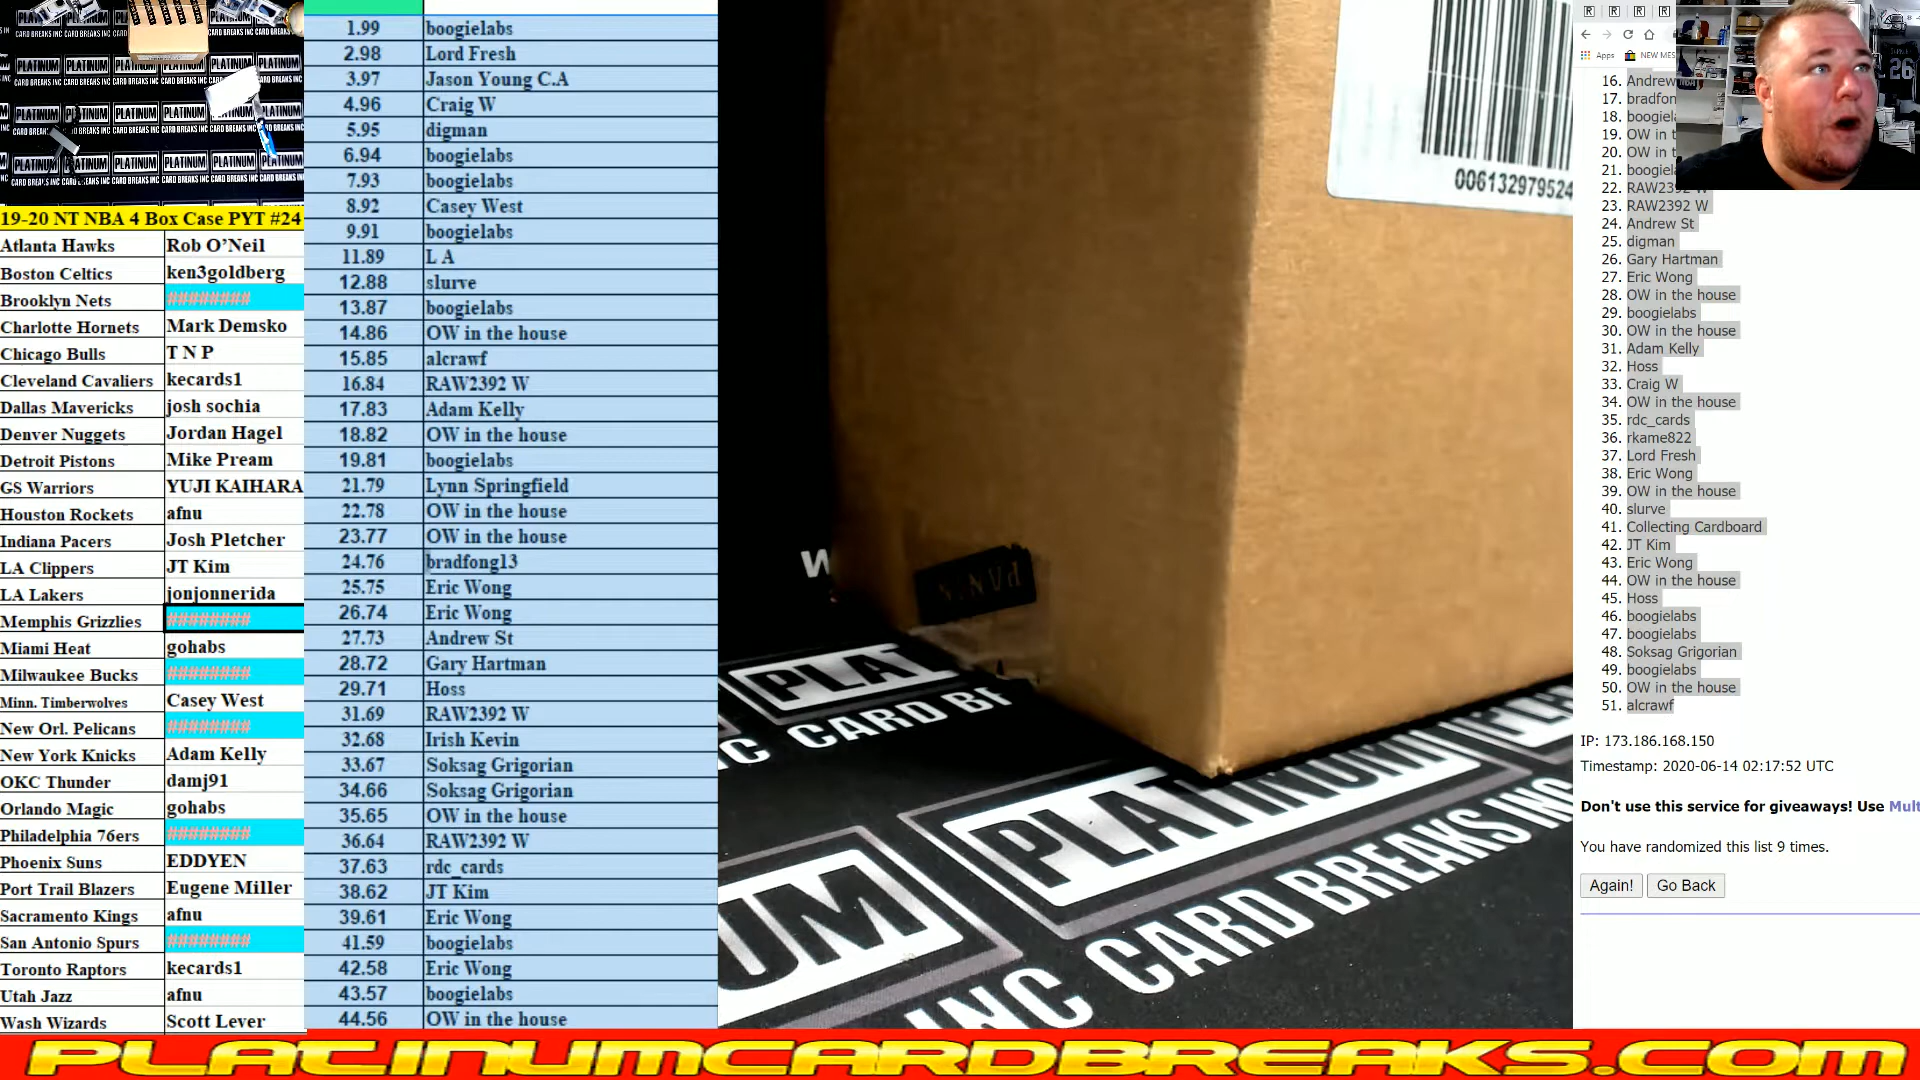 19-20 NT NBA 4 Box Case PYT #24
Atlanta Hawks Rob O'Neil
Boston Celtics ken3goldberg
Brooklyn Nets ########
Charlotte Hornets Mark Demsko
Chicago Bulls T N P
Cleveland Cavaliers kecards1
Dallas Mavericks josh sochia
Denver Nuggets Jordan Hagel
Detroit Pistons Mike Pream
GS Warriors YUJI KAIHARA
Houston Rockets afnu
Indiana Pacers Josh Pletcher
LA Clippers JT Kim
LA Lakers jonjonnerida
Memphis Grizzlies ########
Miami Heat gohabs
Milwaukee Bucks ########
Minn. Timberwolves Casey West
New Orl. Pelicans ########
New York Knicks Adam Kelly
OKC Thunder damj91
Orlando Magic gohabs
Philadelphia 76ers ########
Phoenix Suns EDDYEN
Port Trail Blazers Eugene Miller
Sacramento Kings afnu
San Antonio Spurs ########
Toronto Raptors kecards1
Utah Jazz afnu
Wash Wizards Scott Lever
1.99 boogielabs
2.98 Lord Fresh
3.97 Jason Young C.A
4.96 Craig W
5.95 digman
6.94 boogielabs
7.93 boogielabs
8.92 Casey West
9.91 boogielabs
11.89 L A
12.88 slurve
13.87 boogielabs
14.86 OW in the house
15.85 alcrawf
16.84 RAW2392 W
17.83 Adam Kelly
18.82 OW in the house
19.81 boogielabs
21.79 Lynn Springfield
22.78 OW in the house
23.77 OW in the house
24.76 bradfong13
25.75 Eric Wong
26.74 Eric Wong
27.73 Andrew St
28.72 Gary Hartman
29.71 Hoss
31.69 RAW2392 W
32.68 Irish Kevin
33.67 Soksag Grigorian
34.66 Soksag Grigorian
35.65 OW in the house
36.64 RAW2392 W
37.63 rdc_cards
38.62 JT Kim
39.61 Eric Wong
41.59 boogielabs
42.58 Eric Wong
43.57 boogielabs
44.56 OW in the house
006132979524
PANINI
PLATINUM
CARD BREAKS INC
Apps NEW MES
16. Andrew
17. bradfon
18. boogiel
19. OW in t
20. OW in t
21. boogiela
22. RAW2392 W
23. RAW2392 W
24. Andrew St
25. digman
26. Gary Hartman
27. Eric Wong
28. OW in the house
29. boogielabs
30. OW in the house
31. Adam Kelly
32. Hoss
33. Craig W
34. OW in the house
35. rdc_cards
36. rkame822
37. Lord Fresh
38. Eric Wong
39. OW in the house
40. slurve
41. Collecting Cardboard
42. JT Kim
43. Eric Wong
44. OW in the house
45. Hoss
46. boogielabs
47. boogielabs
48. Soksag Grigorian
49. boogielabs
50. OW in the house
51. alcrawf
IP: 173.186.168.150
Timestamp: 2020-06-14 02:17:52 UTC
Don't use this service for giveaways! Use Mult
You have randomized this list 9 times.
Again! Go Back
26
PLATINUMCARDBREAKS.COM